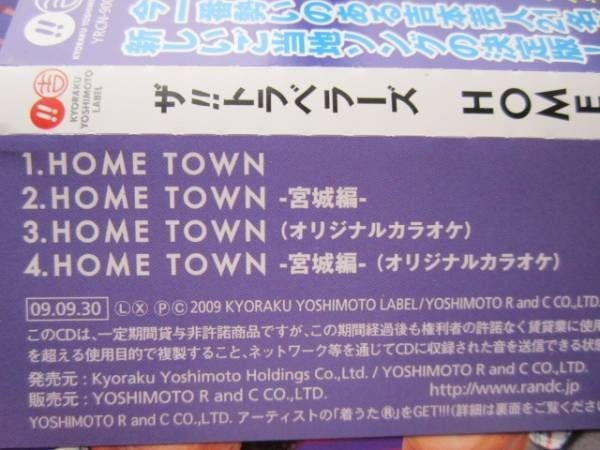 今一番勢いのある吉本芸人2
新しいご当地ソングの決定版!
KYORAKU
YOSHIMOTO
LABEL
ザ!!トラベラーズ HOME
1.HOME TOWN
2.HOME TOWN -宮城編-
3.HOME TOWN (オリジナルカラオケ)
4.HOME TOWN -宮城編- (オリジナルカラオケ)
09.09.30 Ⓛ Ⓧ Ⓟ Ⓒ 2009 KYORAKU YOSHIMOTO LABEL/YOSHIMOTO R and C CO.,LTD.
このCDは、一定期間貸与非許諾商品ですが、この期間経過後も権利者の許諾なく賃貸業に使用
を超える使用目的で複製すること、ネットワーク等を通じてCDに収録された音を送信できる状態
発売元:Kyoraku Yoshimoto Holdings Co.,Ltd. / YOSHIMOTO R and C CO.,LTD.
販売元:YOSHIMOTO R and C CO.,LTD. http://www.randc.jp
YOSHIMOTO R and C CO.,LTD. アーティストの「着うた®」をGET!!!(詳細は裏面をご覧ください